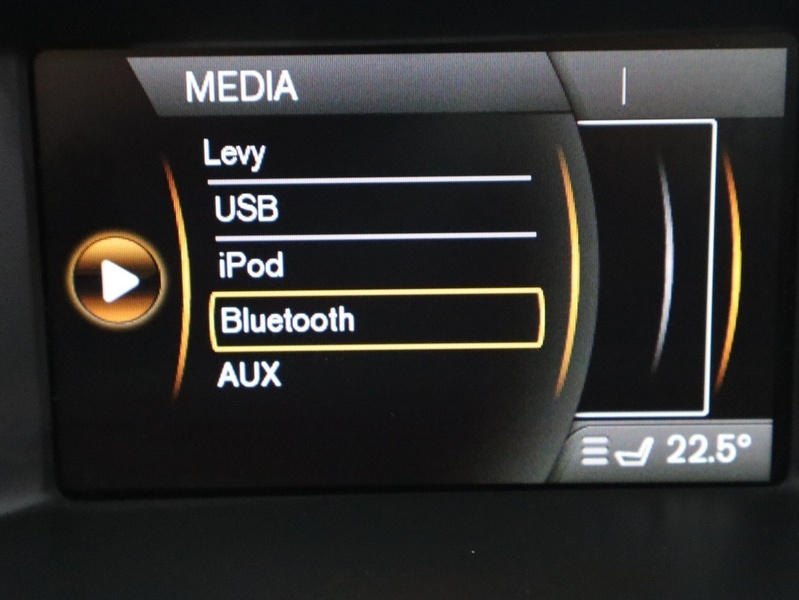 MEDIA
Levy
USB
iPod
Bluetooth
AUX
22.5°